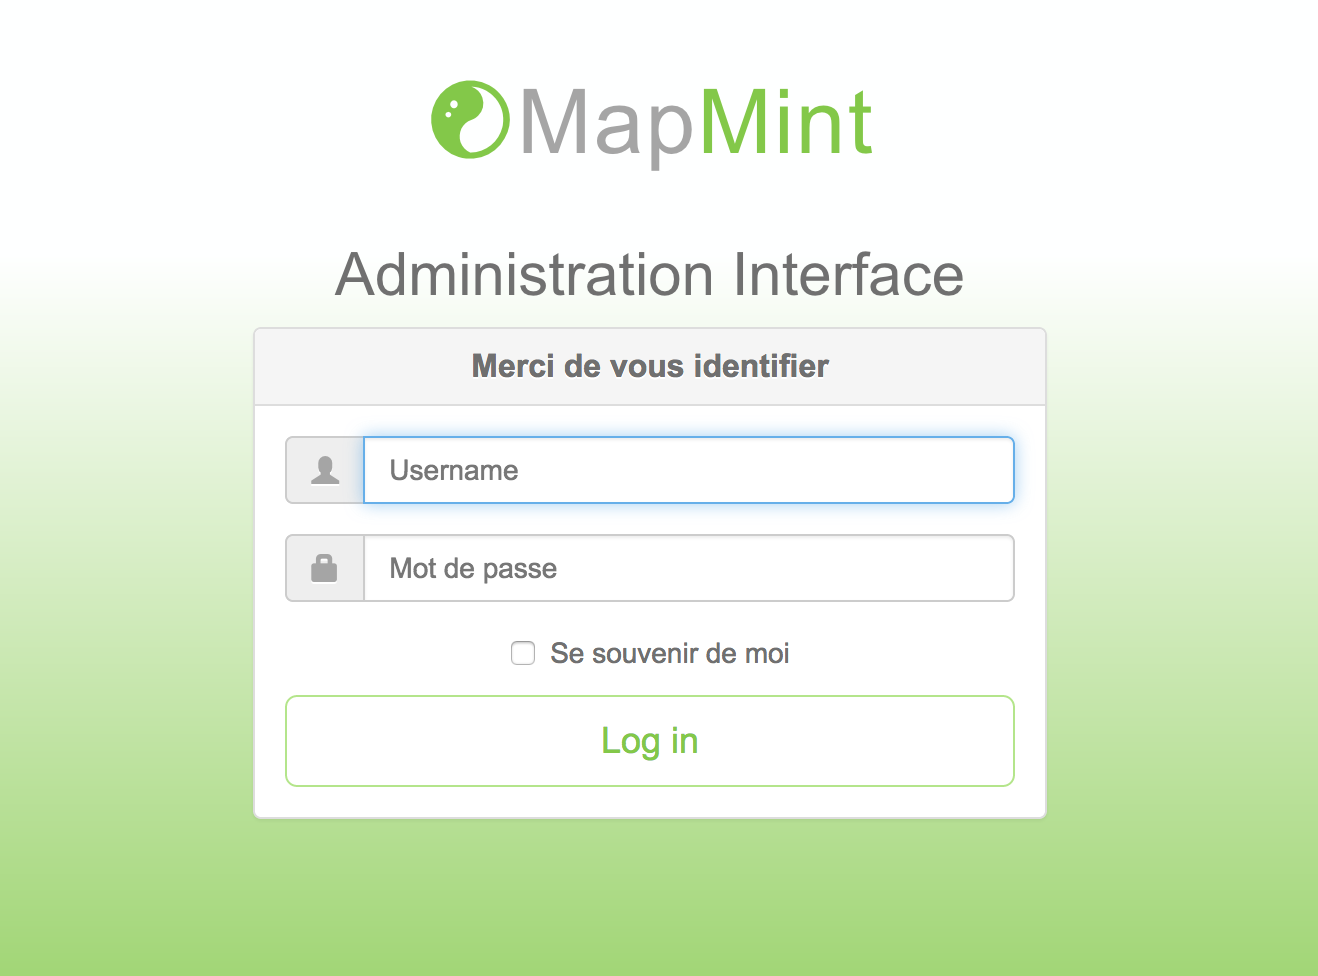 MapMint
Administration Interface
Merci de vous identifier
Username
Mot de passe
Se souvenir de moi
Log in